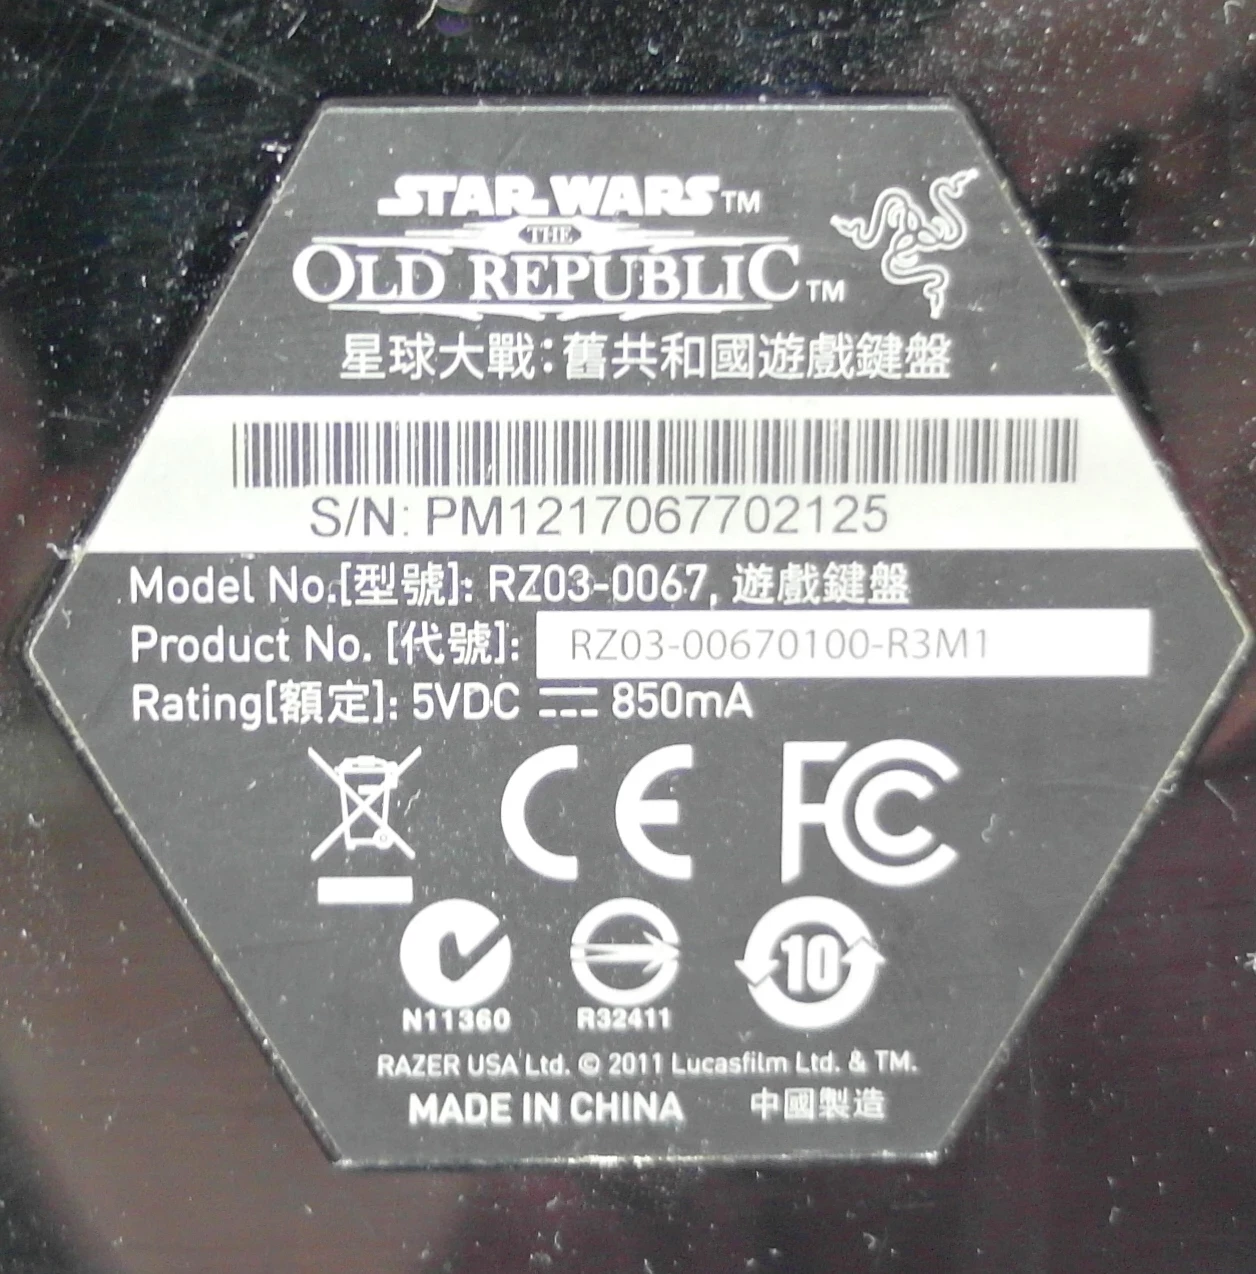 STAR WARS™
THE
OLD REPUBLIC™
星球大戰：舊共和國遊戲鍵盤
S/N: PM1217067702125
Model No.[型號]: RZ03-0067, 遊戲鍵盤
Product No. [代號]: RZ03-00670100-R3M1
Rating[額定]: 5VDC ⎓ 850mA
CE FC
10
N11360 R32411
RAZER USA Ltd. © 2011 Lucasfilm Ltd. & TM.
MADE IN CHINA 中國製造